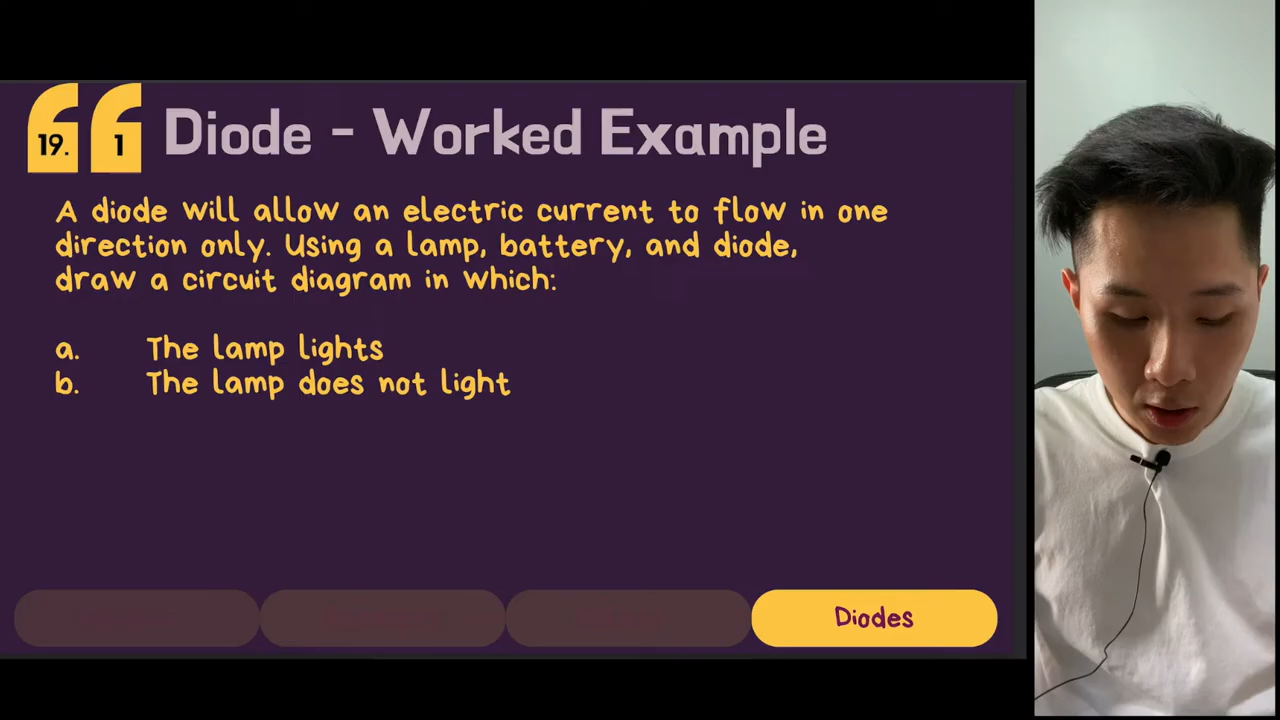 19. 1 Diode - Worked Example
A diode will allow an electric current to flow in one
direction only. Using a lamp, battery, and diode,
draw a circuit diagram in which:
a. The lamp lights
b. The lamp does not light
Diodes